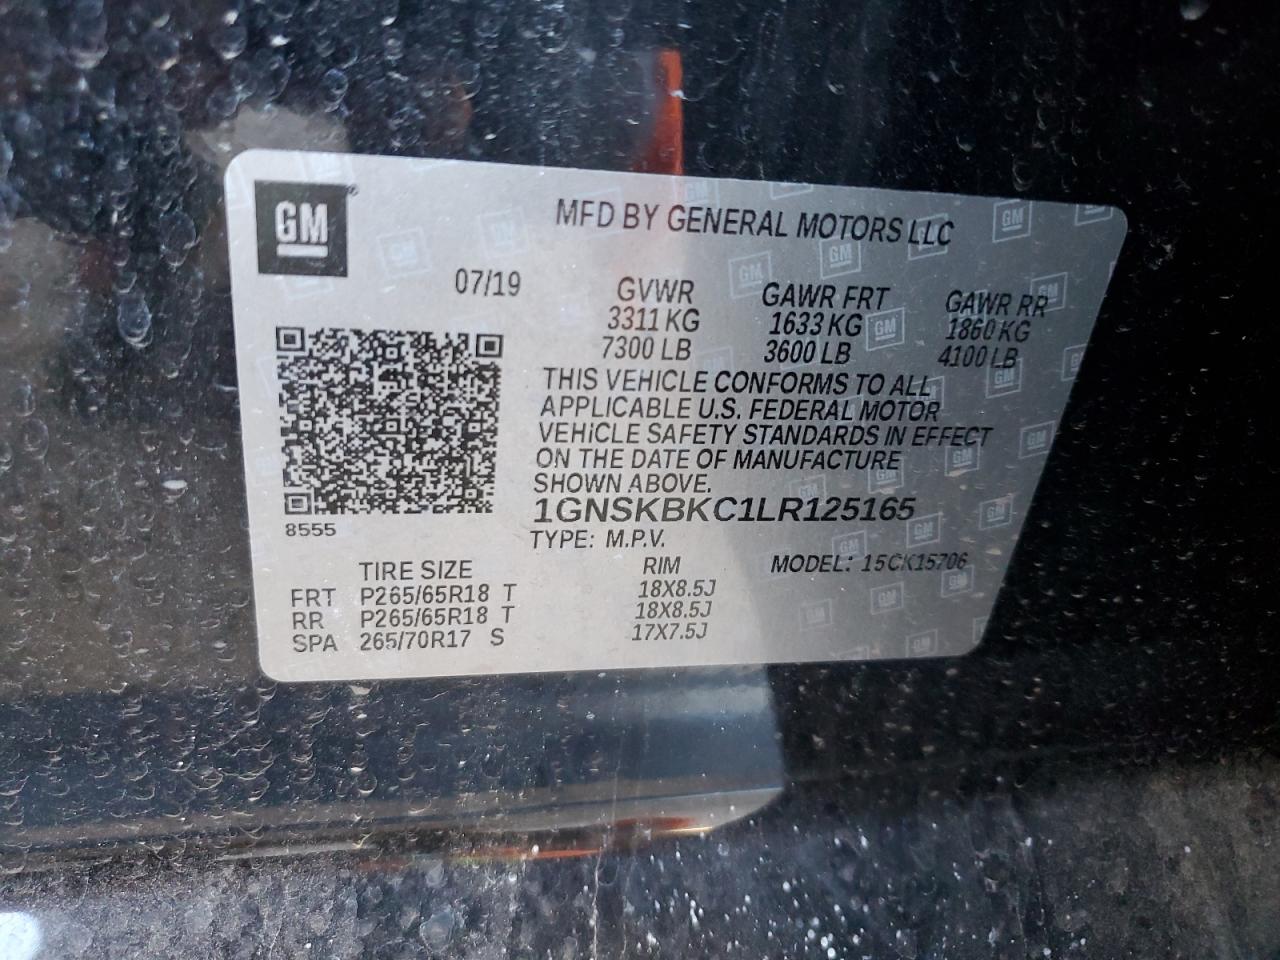 GM
MFD BY GENERAL MOTORS LLC
07/19
GVWR GAWR FRT GAWR RR
3311 KG 1633 KG 1860 KG
7300 LB 3600 LB 4100 LB
THIS VEHICLE CONFORMS TO ALL
APPLICABLE U.S. FEDERAL MOTOR
VEHICLE SAFETY STANDARDS IN EFFECT
ON THE DATE OF MANUFACTURE
SHOWN ABOVE.
1GNSKBKC1LR125165
8555
TYPE: M.P.V. MODEL: 15CK15706
TIRE SIZE RIM
FRT P265/65R18 T 18X8.5J
RR P265/65R18 T 18X8.5J
SPA 265/70R17 S 17X7.5J